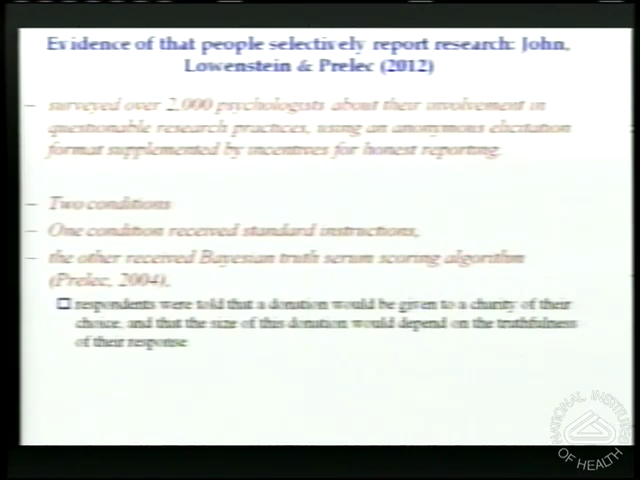 Evidence of that people selectively report research: John,
Lowenstein & Prelec (2012)
– surveyed over 2,000 psychologists about their involvement in
questionable research practices, using an anonymous elicitation
format supplemented by incentives for honest reporting.
– Two conditions
– One condition received standard instructions,
– the other received Bayesian truth serum scoring algorithm
(Prelec, 2004),
respondents were told that a donation would be given to a charity of their
choice, and that the size of this donation would depend on the truthfulness
of their response
NATIONAL INSTITUTES
OF HEALTH